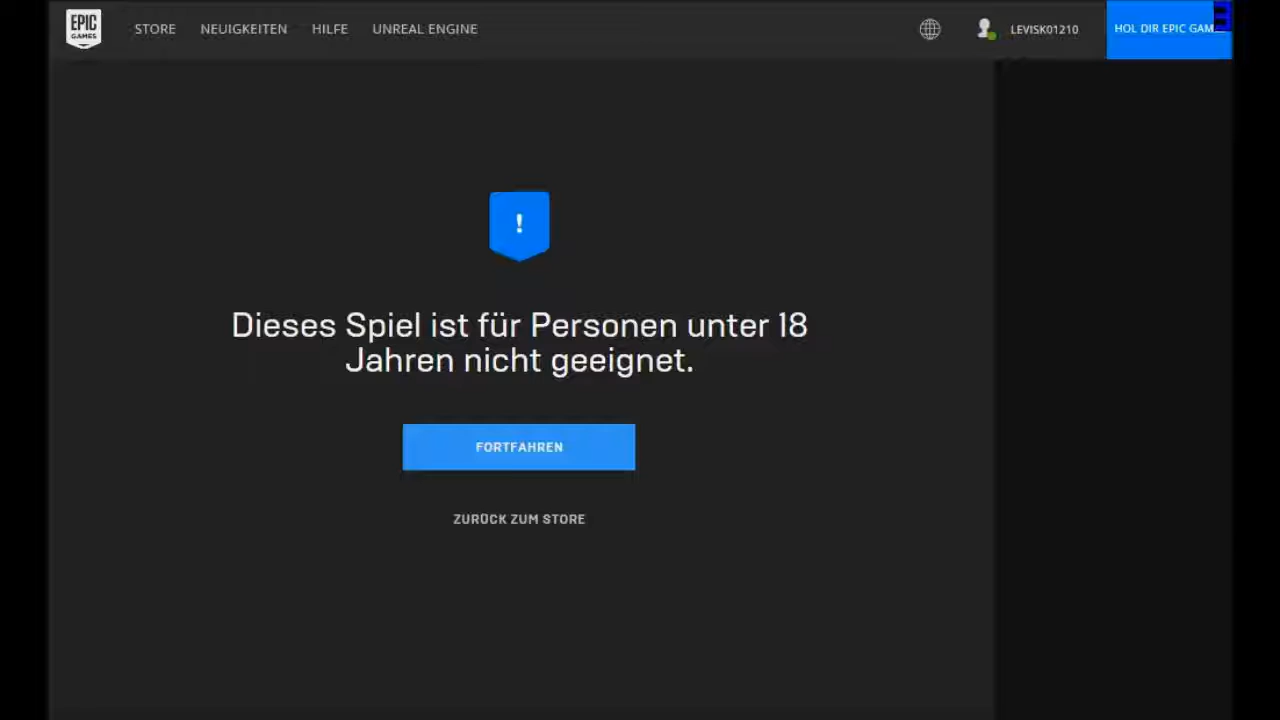 EPIC
GAMES
STORE
NEUIGKEITEN
HILFE
UNREAL ENGINE
LEVISK01210
HOL DIR EPIC
!
Dieses Spiel ist für Personen unter 18
Jahren nicht geeignet.
FORTFAHREN
ZURÜCK ZUM STORE